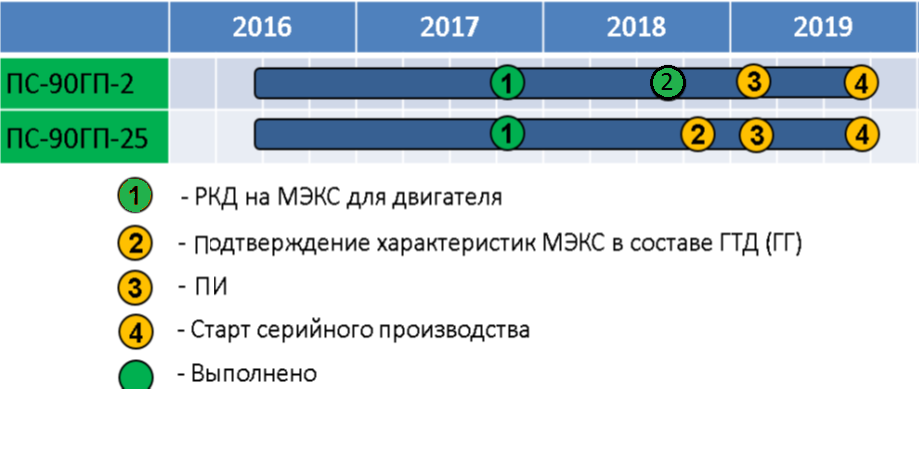 2016 2017 2018 2019
ПС-90ГП-2 1 2 3 4
ПС-90ГП-25 1 2 3 4
1 - РКД на МЭКС для двигателя
2 - Подтверждение характеристик МЭКС в составе ГТД (ГГ)
3 - ПИ
4 - Старт серийного производства
- Выполнено